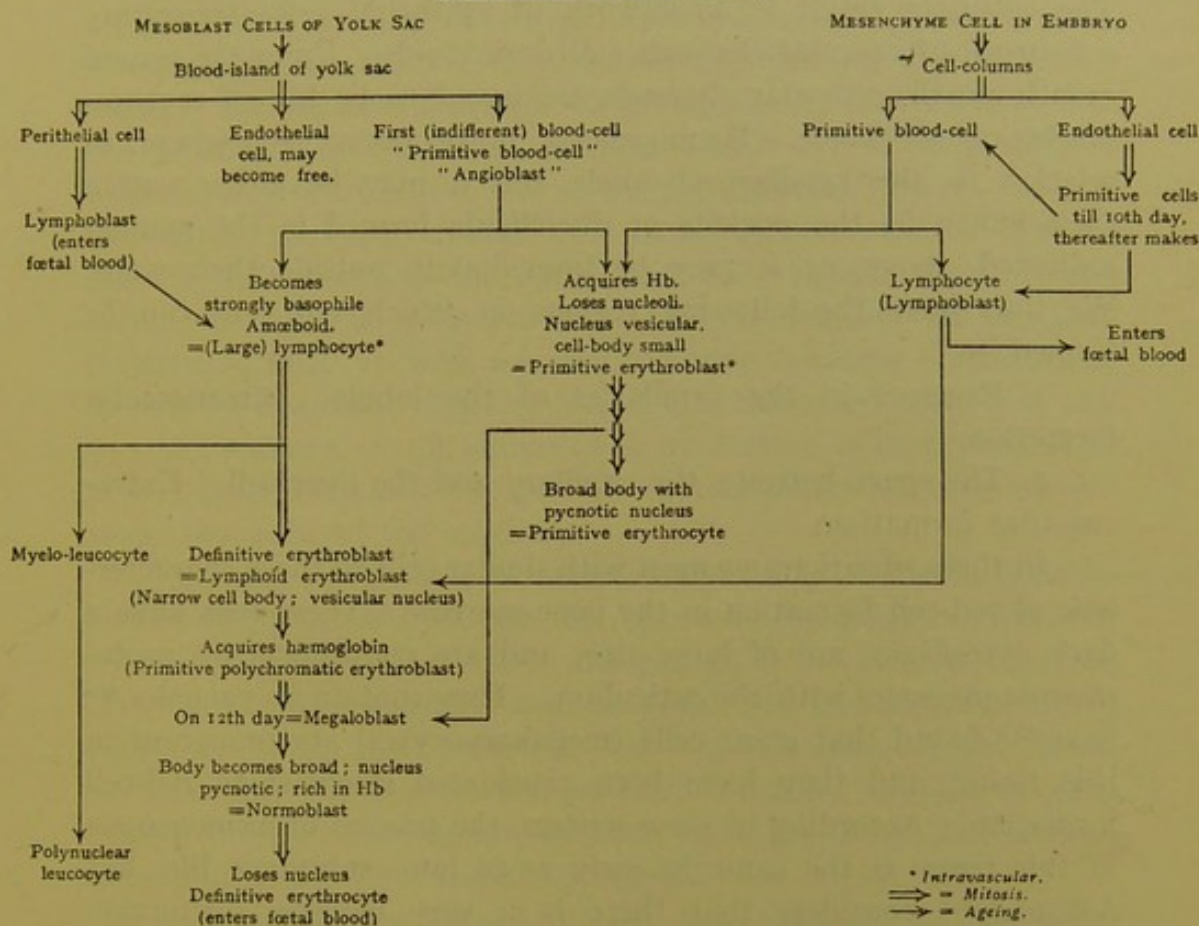 MESOBLAST CELLS OF YOLK SAC
Blood-island of yolk sac
Perithelial cell
Endothelial
cell, may
become free.
First (indifferent) blood-cell
"Primitive blood-cell"
"Angioblast"
Lymphoblast
(enters
fœtal blood)
Becomes
strongly basophile
Amœboid.
=(Large) lymphocyte*
MESENCHYME CELL IN EMBBRYO
Cell-columns
Primitive blood-cell
Endothelial cell
Primitive cells
till 10th day,
thereafter makes
Acquires Hb.
Loses nucleoli.
Nucleus vesicular,
cell-body small
=Primitive erythroblast*
Lymphocyte
(Lymphoblast)
Enters
fœtal blood
Broad body with
pycnotic nucleus
=Primitive erythrocyte
Myelo-leucocyte
Definitive erythroblast
=Lymphoid erythroblast
(Narrow cell body; vesicular nucleus)
Acquires hæmoglobin
(Primitive polychromatic erythroblast)
On 12th day=Megaloblast
Body becomes broad; nucleus
pycnotic; rich in Hb
=Normoblast
Polynuclear
leucocyte
Loses nucleus
Definitive erythrocyte
(enters fœtal blood)
* Intravascular.
= Mitosis.
= Ageing.